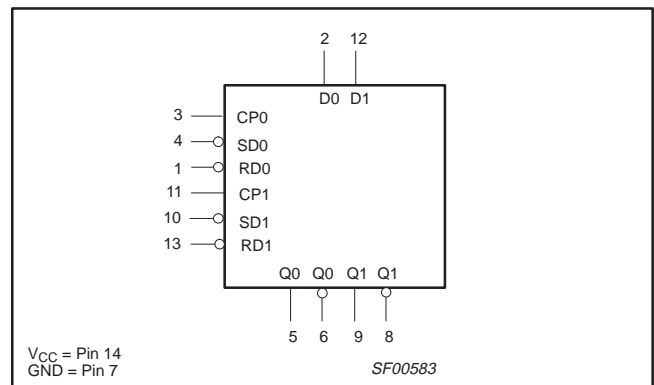 2 12
D0 D1
3 CP0
4 SD0
1 RD0
11 CP1
10 SD1
13 RD1
Q0 Q0 Q1 Q1
5 6 9 8
VCC = Pin 14
GND = Pin 7
SF00583